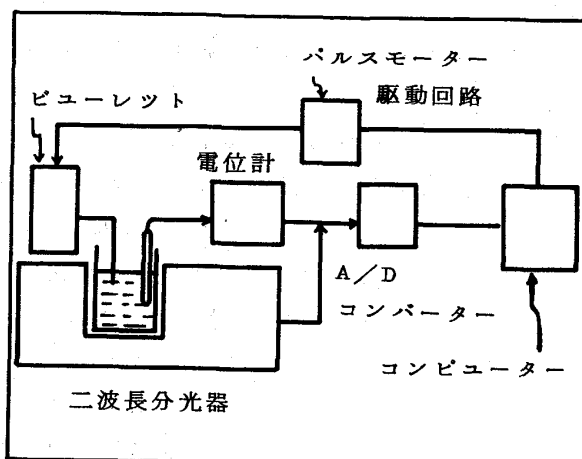 パルスモーター
駆動回路
ビューレット
電位計
A/D
コンバーター
コンピューター
二波長分光器